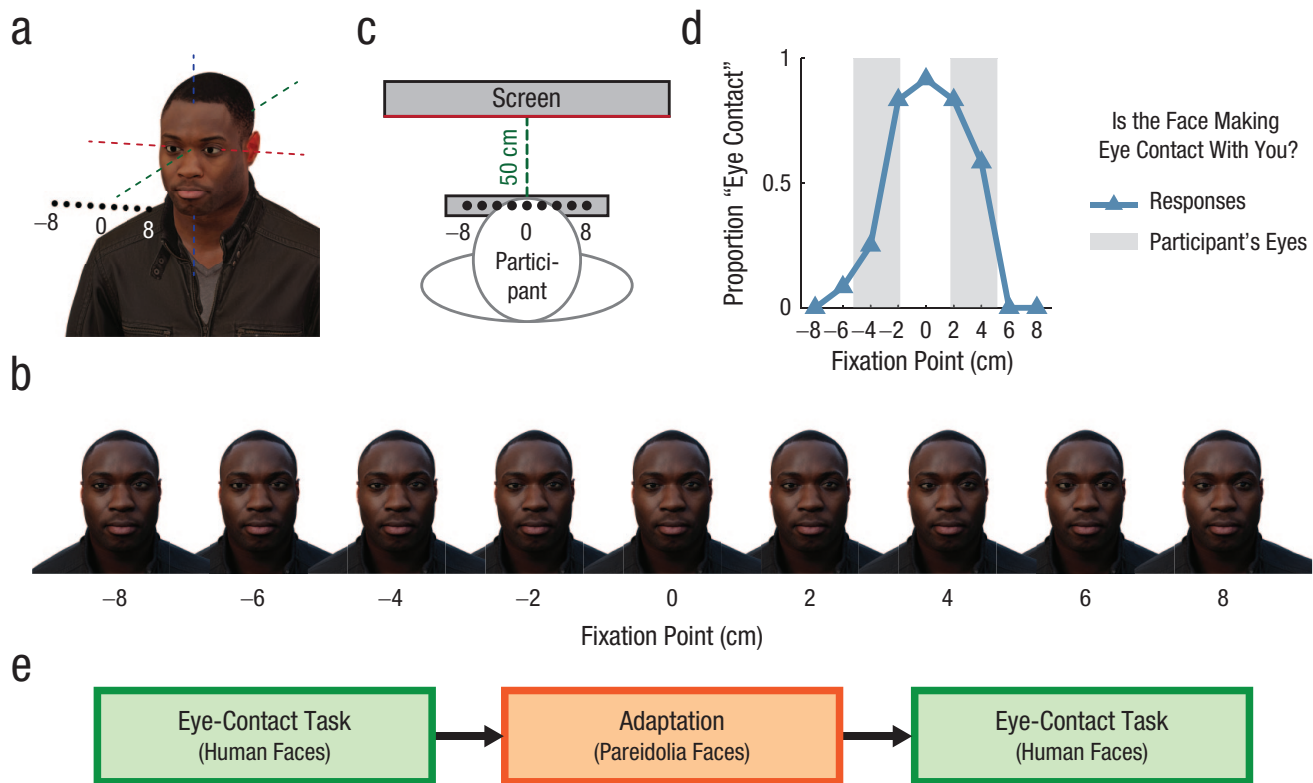 a
−8
0
8
c
Screen
50 cm
−8
0
8
Partici-
pant
d
Proportion “Eye Contact”
1
0.5
0
−8 −6 −4 −2 0 2 4 6 8
Fixation Point (cm)
Is the Face Making
Eye Contact With You?
Responses
Participant’s Eyes
b
−8 −6 −4 −2 0 2 4 6 8
Fixation Point (cm)
e
Eye-Contact Task
(Human Faces)
Adaptation
(Pareidolia Faces)
Eye-Contact Task
(Human Faces)